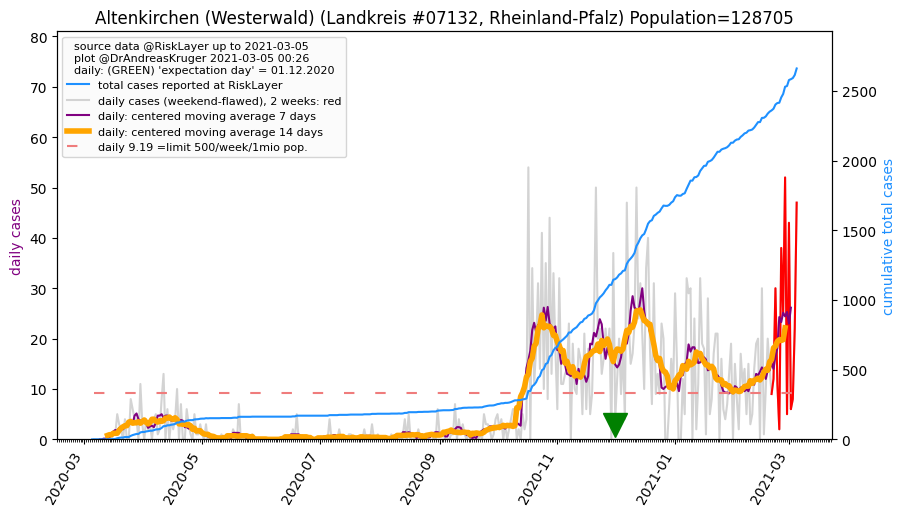 Altenkirchen (Westerwald) (Landkreis #07132, Rheinland-Pfalz) Population=128705
source data @RiskLayer up to 2021-03-05
plot @DrAndreasKruger 2021-03-05 00:26
daily: (GREEN) 'expectation day' = 01.12.2020
total cases reported at RiskLayer
daily cases (weekend-flawed), 2 weeks: red
daily: centered moving average 7 days
daily: centered moving average 14 days
daily 9.19 =limit 500/week/1mio pop.
daily cases
80
70
60
50
40
30
20
10
0
cumulative total cases
2500
2000
1500
1000
500
0
2020-03
2020-05
2020-07
2020-09
2020-11
2021-01
2021-03